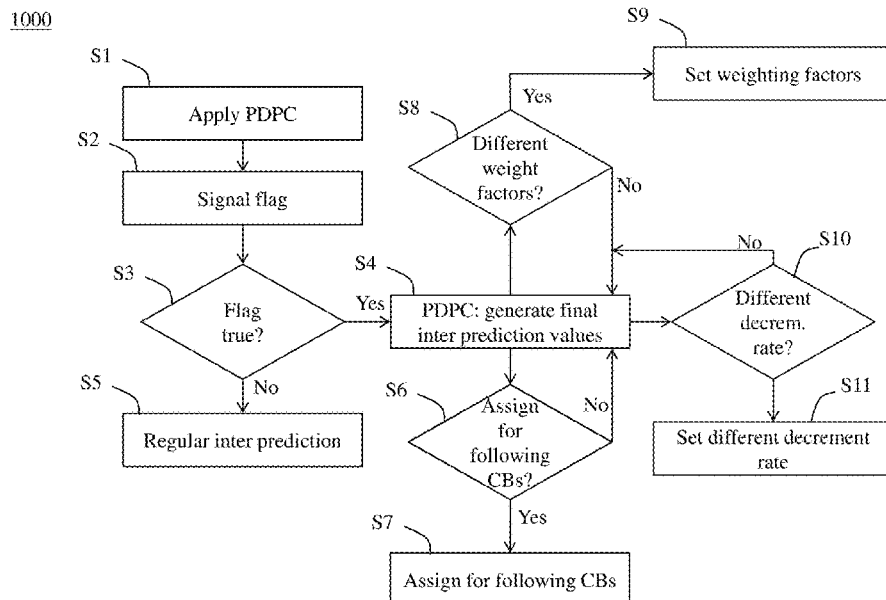 1000
S1
Apply PDPC
S2
Signal flag
S3
Flag
true?
Yes
No
S5
Regular inter prediction
S4
PDPC: generate final
inter prediction values
S8
Different
weight
factors?
Yes
No
S9
Set weighting factors
S10
Different
decrem.
rate?
No
S11
Set different decrement
rate
S6
Assign
for
following
CBs?
No
Yes
S7
Assign for following CBs